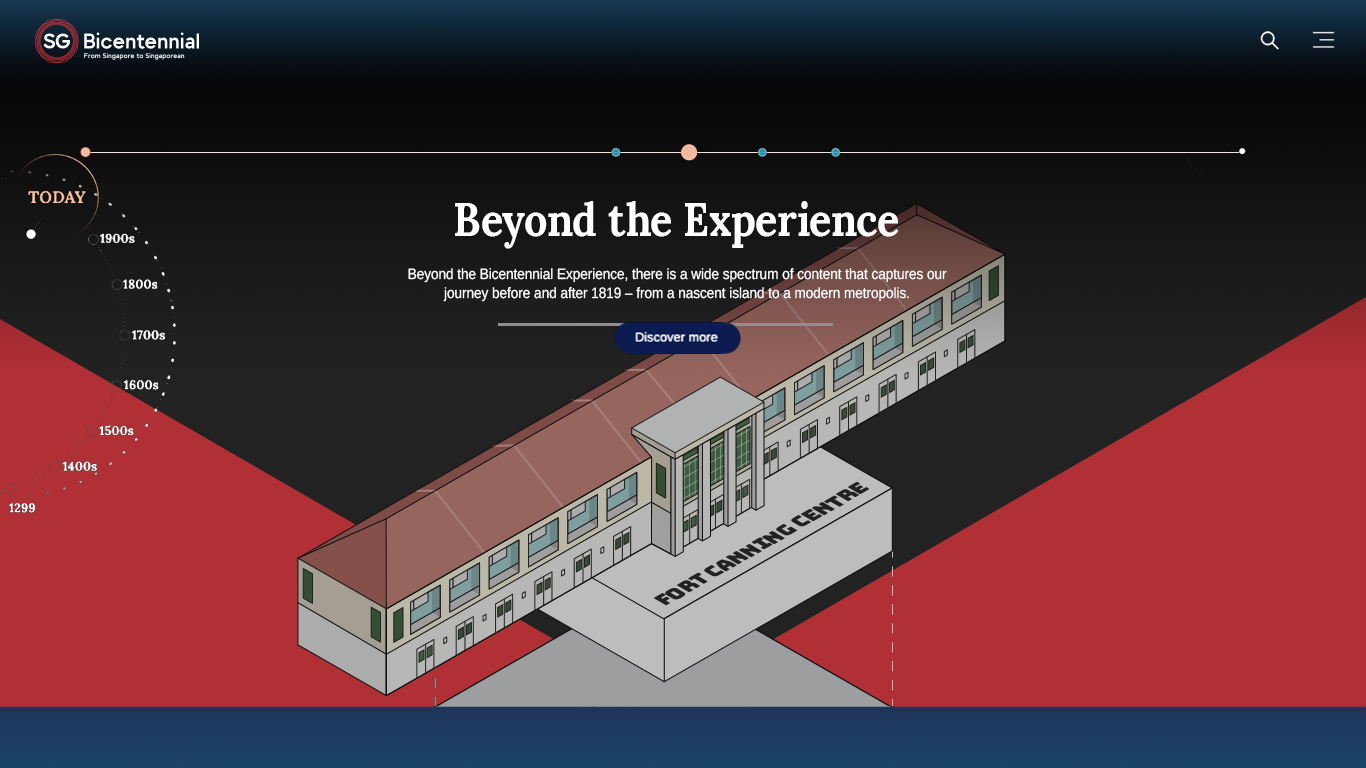 SG Bicentennial
From Singapore to Singaporean
TODAY
1900s
1800s
1700s
1600s
1500s
1400s
1299
Beyond the Experience
Beyond the Bicentennial Experience, there is a wide spectrum of content that captures our
journey before and after 1819 – from a nascent island to a modern metropolis.
Discover more
FORT CANNING CENTRE